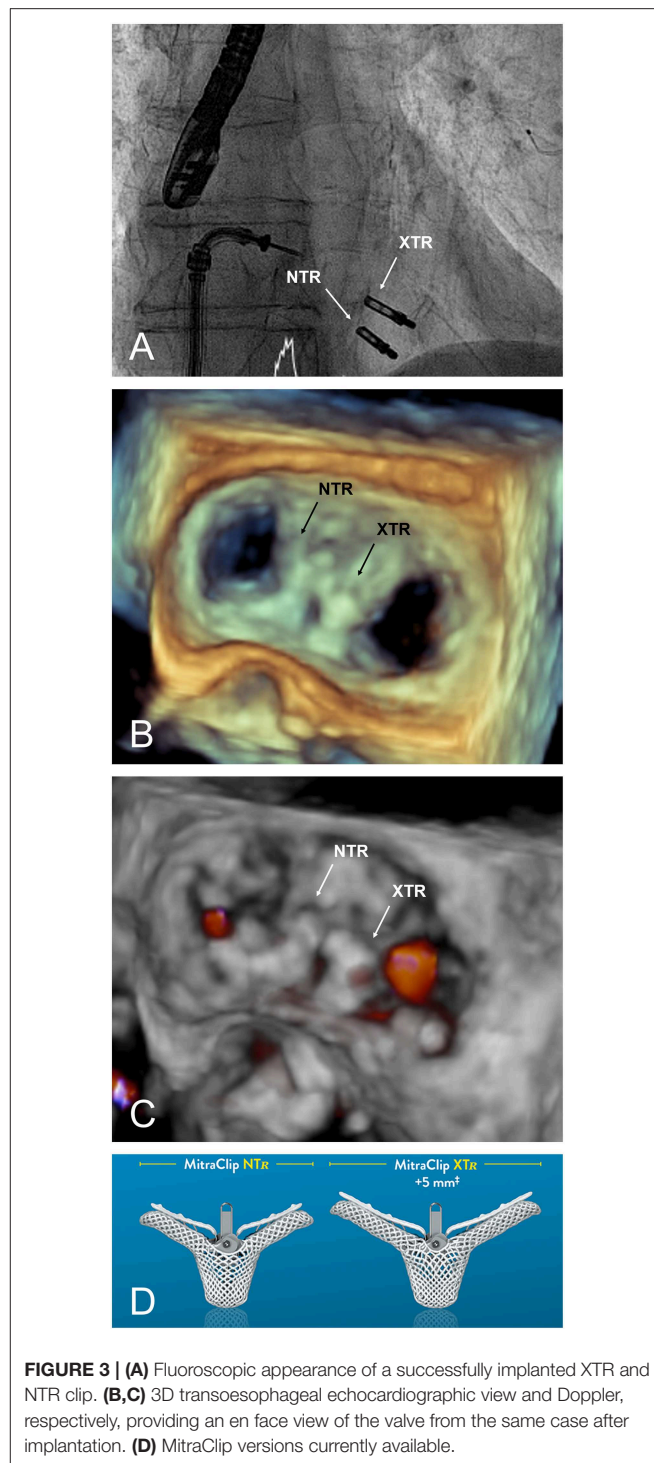 XTR
NTR
A
NTR
XTR
B
NTR
XTR
C
MitraClip NTR
MitraClip XTR
+5 mm‡
D
FIGURE 3 | (A) Fluoroscopic appearance of a successfully implanted XTR and
NTR clip. (B,C) 3D transoesophageal echocardiographic view and Doppler,
respectively, providing an en face view of the valve from the same case after
implantation. (D) MitraClip versions currently available.